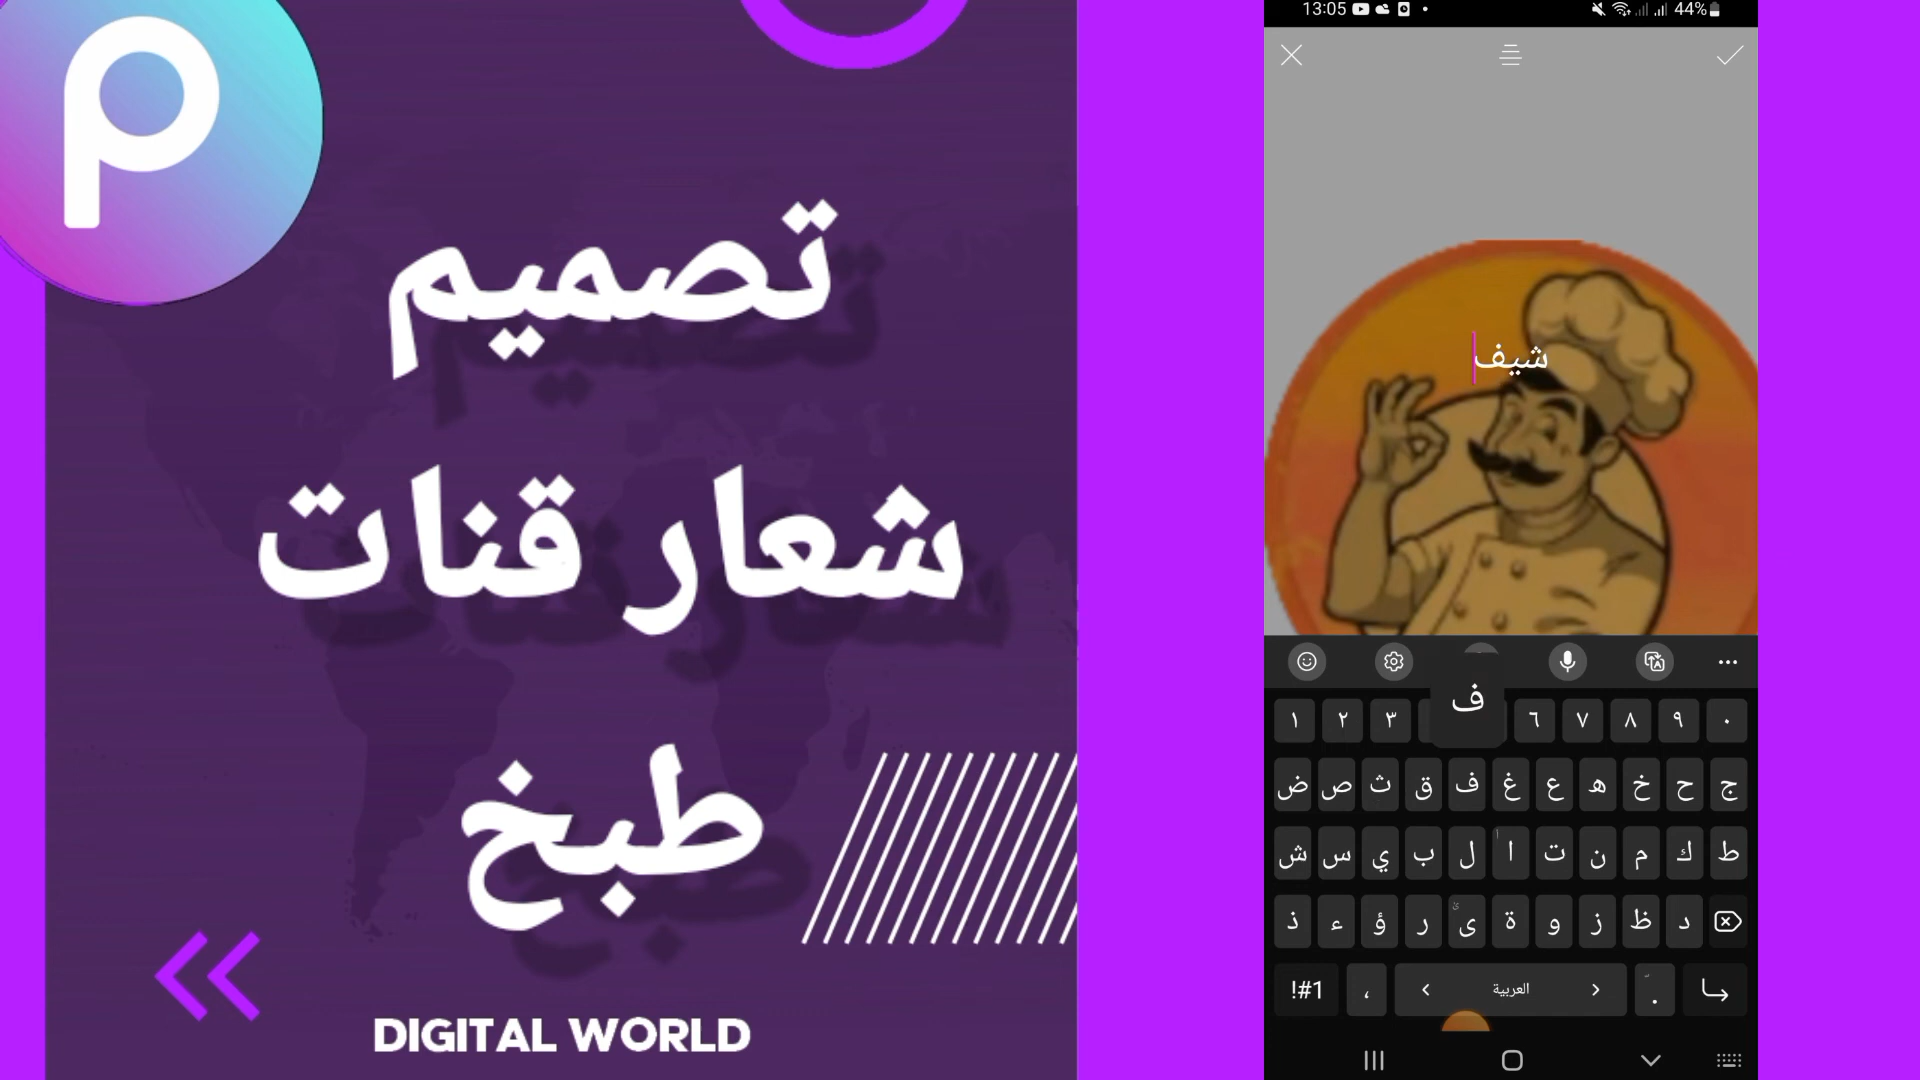 تصميم
شعار قنات
طبخ
DIGITAL WORLD
13:05
44%
شيف
ف
١ ٢ ٣ ٦ ٧ ٨ ٩ ٠
ض ص ث ق ف غ ع ه خ ح ج
ش س ي ب ل ا ت ن م ك ط
ذ ء ؤ ر ى ة و ز ظ د
!#1 ، العربية .